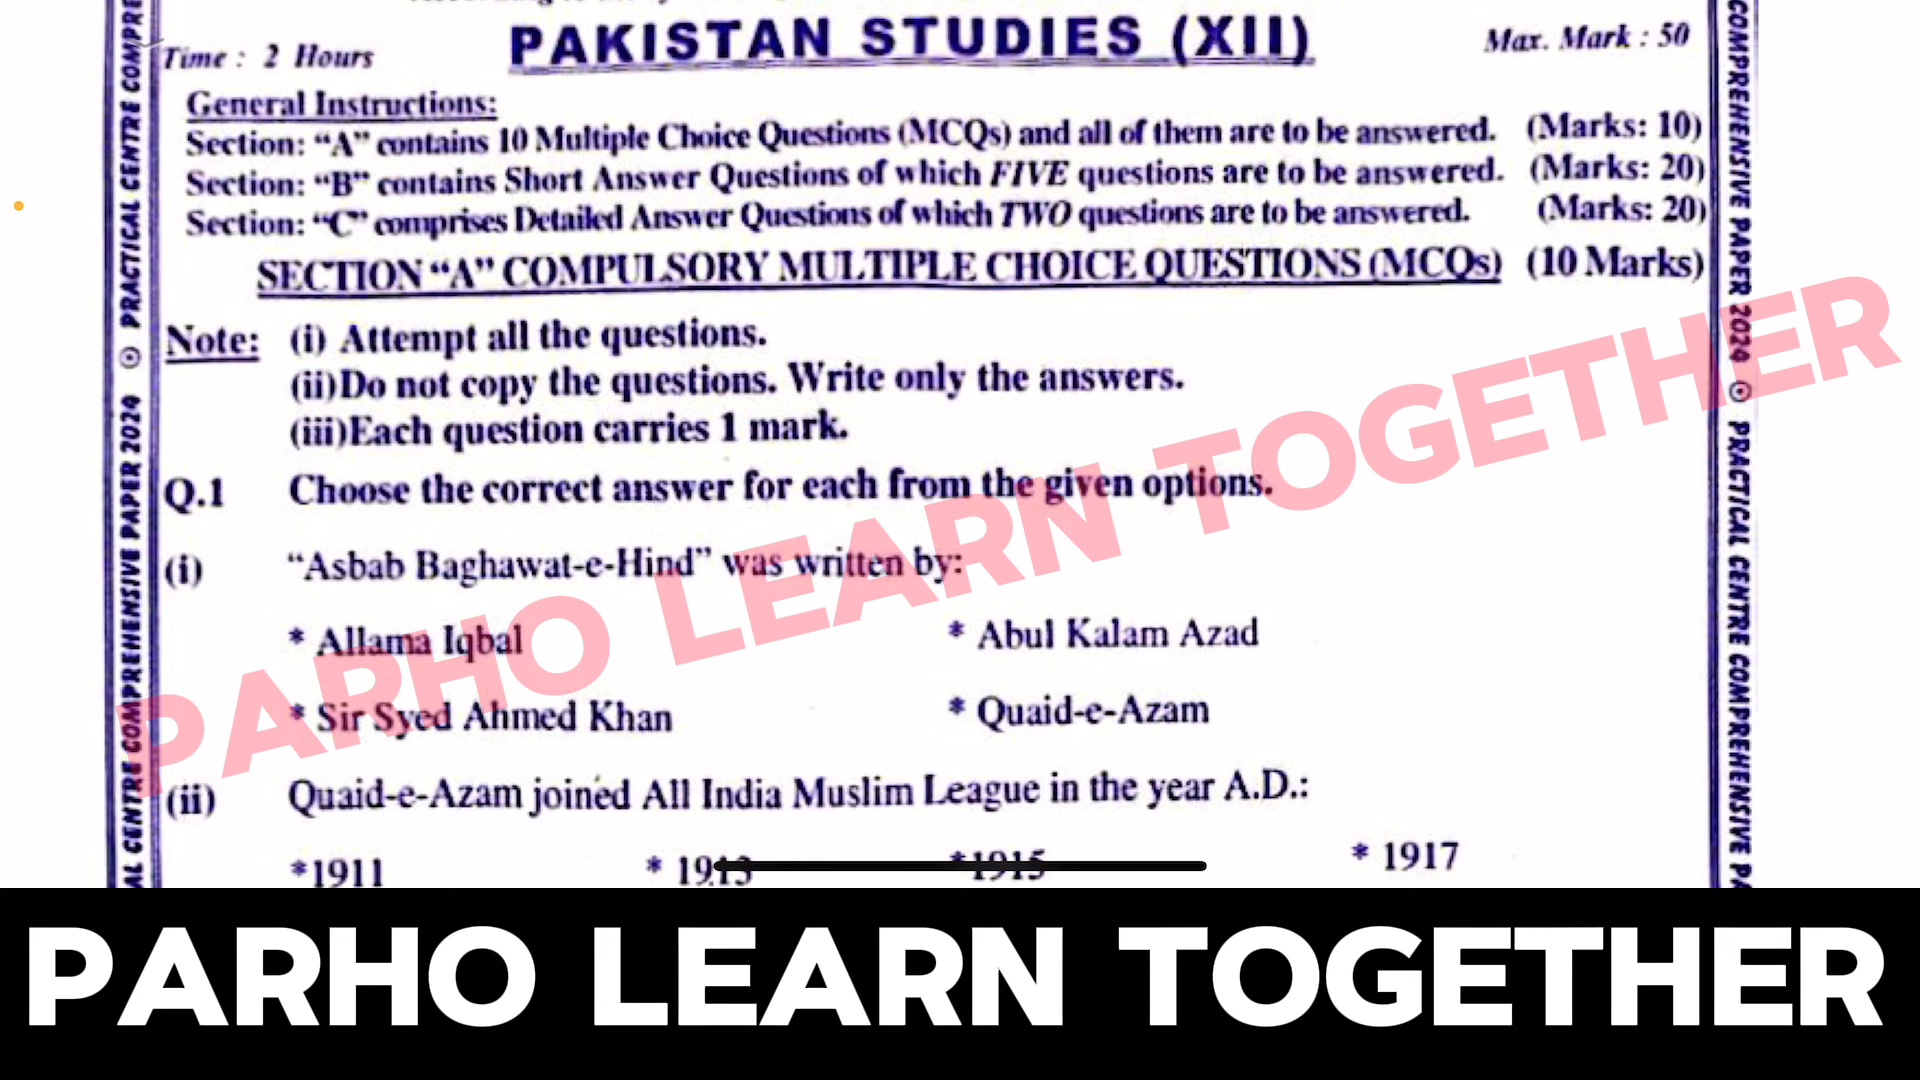 PAKISTAN STUDIES (XII)
Time : 2 Hours
Max. Mark : 50
General Instructions:
Section: “A” contains 10 Multiple Choice Questions (MCQs) and all of them are to be answered. (Marks: 10)
Section: “B” contains Short Answer Questions of which FIVE questions are to be answered. (Marks: 20)
Section: “C” comprises Detailed Answer Questions of which TWO questions are to be answered. (Marks: 20)
SECTION “A” COMPULSORY MULTIPLE CHOICE QUESTIONS (MCQs) (10 Marks)
Note: (i) Attempt all the questions.
(ii)Do not copy the questions. Write only the answers.
(iii)Each question carries 1 mark.
Q.1 Choose the correct answer for each from the given options.
(i) “Asbab Baghawat-e-Hind” was written by:
* Allama Iqbal * Abul Kalam Azad
* Sir Syed Ahmed Khan * Quaid-e-Azam
(ii) Quaid-e-Azam joined All India Muslim League in the year A.D.:
*1911 * 1913 *1915 * 1917
PARHO LEARN TOGETHER
PRACTICAL CENTRE COMPREHENSIVE PAPER 2024
COMPREHENSIVE PAPER 2024 PRACTICAL CENTRE COMPREHENSIVE
PARHO LEARN TOGETHER